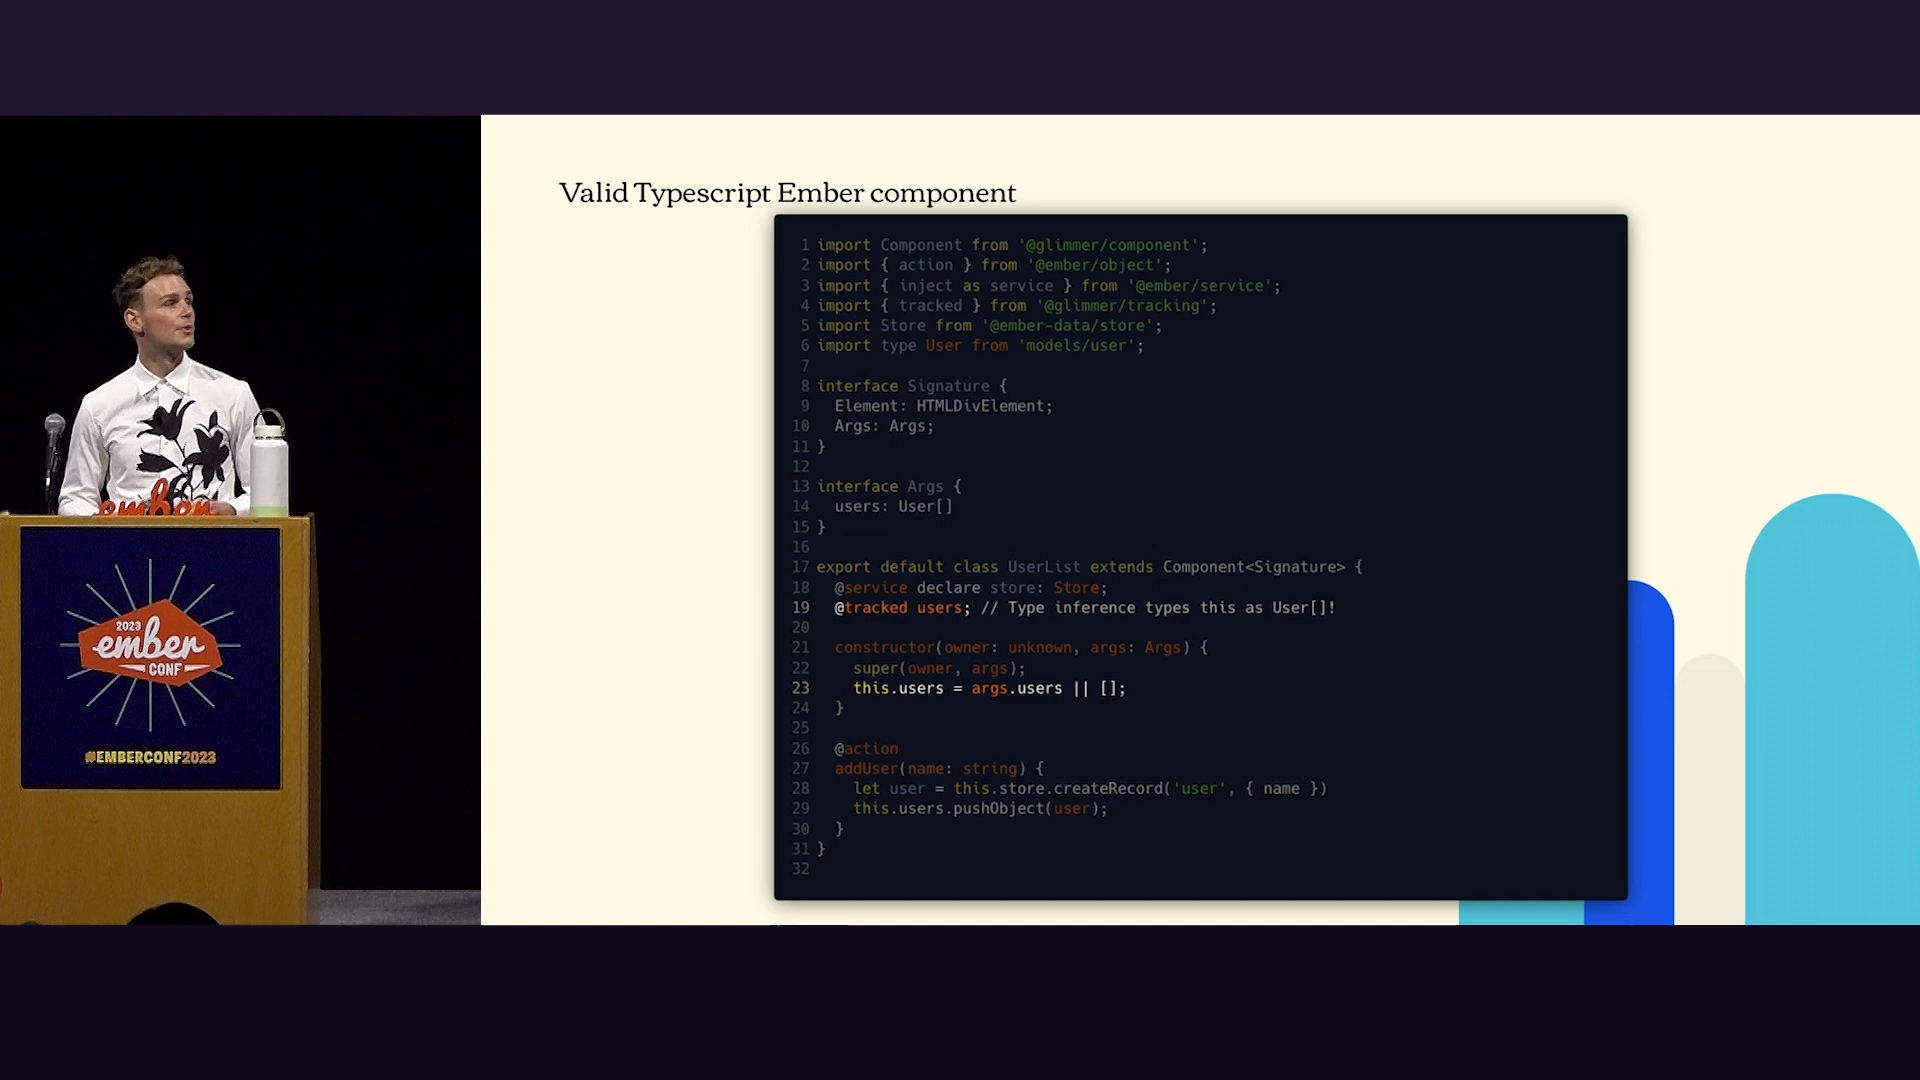 Valid Typescript Ember component
1 import Component from '@glimmer/component';
2 import { action } from '@ember/object';
3 import { inject as service } from '@ember/service';
4 import { tracked } from '@glimmer/tracking';
5 import Store from '@ember-data/store';
6 import type User from 'models/user';
7
8 interface Signature {
9   Element: HTMLDivElement;
10   Args: Args;
11 }
12
13 interface Args {
14   users: User[]
15 }
16
17 export default class UserList extends Component<Signature> {
18   @service declare store: Store;
19   @tracked users; // Type inference types this as User[]!
20
21   constructor(owner: unknown, args: Args) {
22     super(owner, args);
23     this.users = args.users || [];
24   }
25
26   @action
27   addUser(name: string) {
28     let user = this.store.createRecord('user', { name })
29     this.users.pushObject(user);
30   }
31 }
32
ember
2023
ember
CONF
#EMBERCONF2023